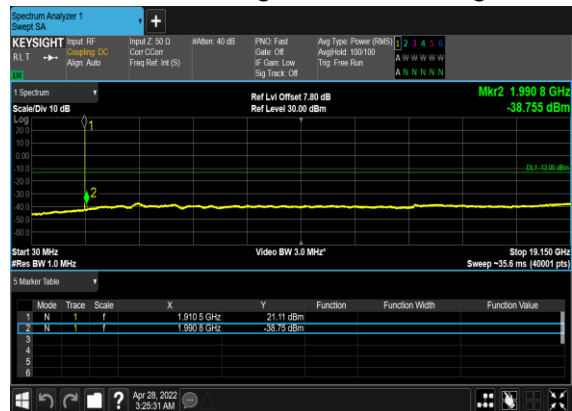 Spectrum Analyzer 1
Swept SA
+
KEYSIGHT Input: RF Input Z: 50 Ω #Atten: 40 dB PNO: Fast Avg Type: Power (RMS) 1 2 3 4 5 6
RLT Coupling: DC Corr CCorr Gate: Off Avg|Hold: 100/100 A W W W W W
Align: Auto Freq Ref: Int (S) IF Gain: Low Trig: Free Run
LW Sig Track: Off A N N N N N
1 Spectrum Ref Lvl Offset 7.80 dB Mkr2 1.990 8 GHz
Scale/Div 10 dB Ref Level 30.00 dBm -38.755 dBm
Log
20.0
10.0
0.00
-10.0
-20.0
-30.0
-40.0
-50.0
-60.0
1
DL1 -13.00 dBm
2
Start 30 MHz Video BW 3.0 MHz* Stop 19.150 GHz
#Res BW 1.0 MHz Sweep ~35.6 ms (40001 pts)
5 Marker Table
Mode Trace Scale X Y Function Function Width Function Value
1 N 1 f 1.910 5 GHz 21.11 dBm
2 N 1 f 1.990 8 GHz -38.75 dBm
3
4
5
6
? Apr 28, 2022
3:25:31 AM